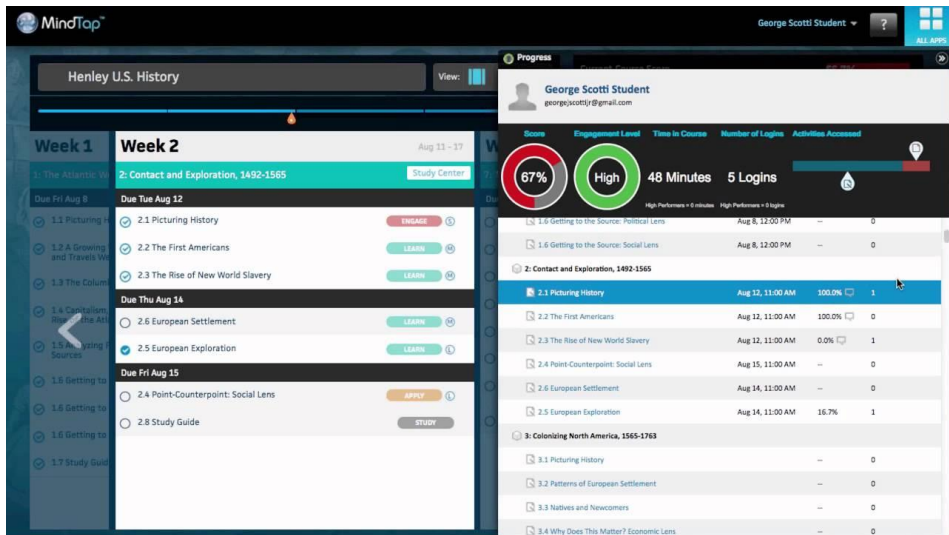 MindTap™
George Scotti Student
?
ALL APPS
Henley U.S. History
View:
Progress
Current Course Score
George Scotti Student
georgejscottijr@gmail.com
Score
Engagement Level
Time in Course
Number of Logins
Activities Accessed
67%
High
48 Minutes
5 Logins
High Performers = 0 minutes
High Performers = 0 logins
Week 1
1: The Atlantic
Due Fri Aug 8
1.1 Picturing
1.2 A Growing
and Travels
1.3 The
1.4 Capitalism,
1.5 Analyzing
Sources
1.6 Getting to
1.6 Getting to
1.6 Getting to
1.7 Study Guid
Week 2
Aug 11 - 17
2: Contact and Exploration, 1492-1565
Study Center
Due Tue Aug 12
2.1 Picturing History ENGAGE S
2.2 The First Americans LEARN M
2.3 The Rise of New World Slavery LEARN M
Due Thu Aug 14
2.6 European Settlement LEARN M
2.5 European Exploration LEARN L
Due Fri Aug 15
2.4 Point-Counterpoint: Social Lens APPLY L
2.8 Study Guide STUDY
1.6 Getting to the Source: Political Lens Aug 8, 12:00 PM -- 0
1.6 Getting to the Source: Social Lens Aug 8, 12:00 PM -- 0
2: Contact and Exploration, 1492-1565
2.1 Picturing History Aug 12, 11:00 AM 100.0% 1
2.2 The First Americans Aug 12, 11:00 AM 100.0% 0
2.3 The Rise of New World Slavery Aug 12, 11:00 AM 0.0% 1
2.4 Point-Counterpoint: Social Lens Aug 15, 11:00 AM -- 0
2.6 European Settlement Aug 14, 11:00 AM -- 0
2.5 European Exploration Aug 14, 11:00 AM 16.7% 1
3: Colonizing North America, 1565-1763
3.1 Picturing History -- 0
3.2 Patterns of European Settlement -- 0
3.3 Natives and Newcomers -- 0
3.4 Why Does This Matter? Economic Lens -- 0